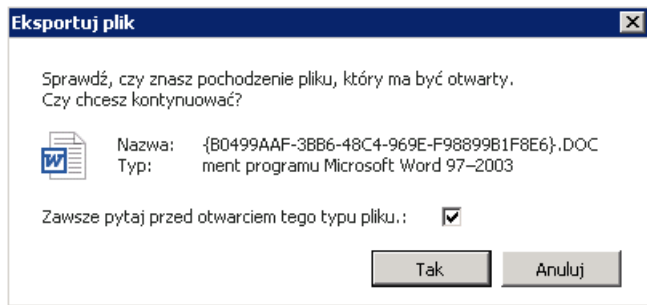 Eksportuj plik
Sprawdź, czy znasz pochodzenie pliku, który ma być otwarty.
Czy chcesz kontynuować?
Nazwa: {B0499AAF-3BB6-48C4-969E-F98899B1F8E6}.DOC
Typ: ment programu Microsoft Word 97–2003
Zawsze pytaj przed otwarciem tego typu pliku.:
Tak Anuluj